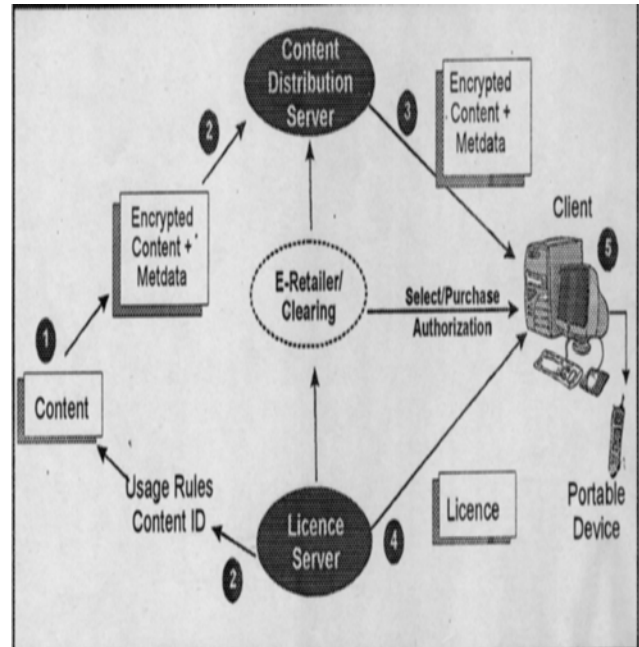 Content
Distribution
Server
2
3
Encrypted
Content +
Metdata
Encrypted
Content +
Metdata
Client
5
E-Retailer/
Clearing
Select/Purchase
Authorization
1
Content
Usage Rules
Content ID
2
Licence
Server
4
Licence
Portable
Device